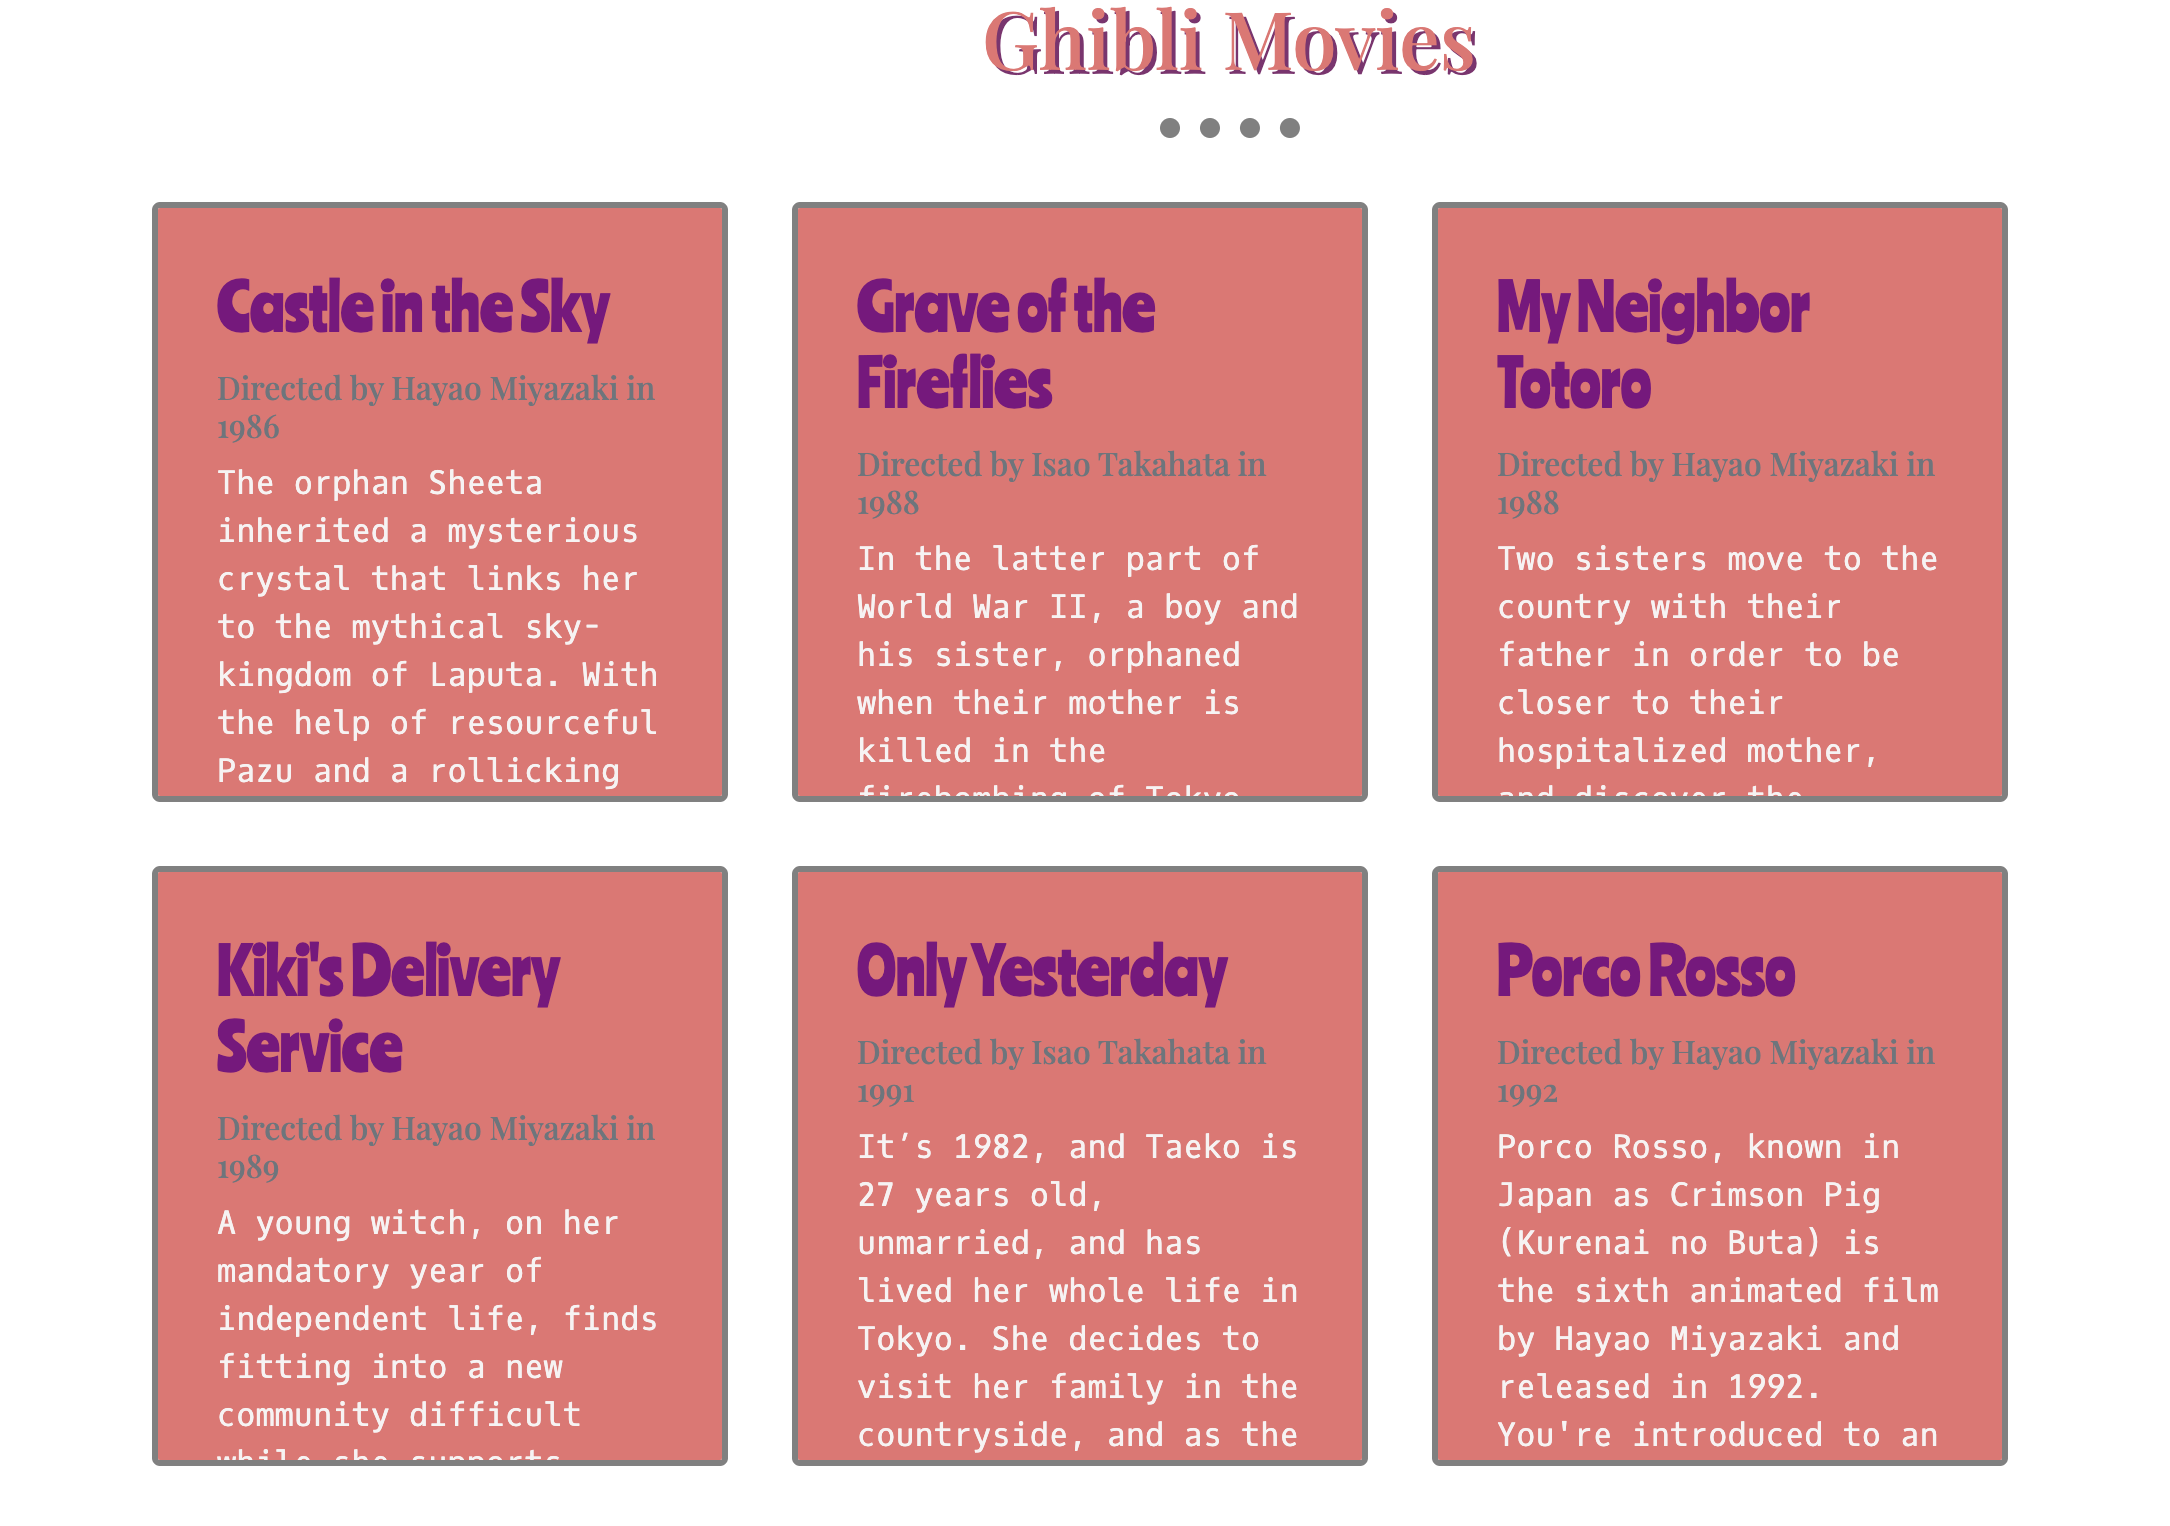 Ghibli Movies
Castle in the Sky
Directed by Hayao Miyazaki in
1986
The orphan Sheeta
inherited a mysterious
crystal that links her
to the mythical sky-
kingdom of Laputa. With
the help of resourceful
Pazu and a rollicking
Grave of the
Fireflies
Directed by Isao Takahata in
1988
In the latter part of
World War II, a boy and
his sister, orphaned
when their mother is
killed in the
firebombing of Tokyo
My Neighbor
Totoro
Directed by Hayao Miyazaki in
1988
Two sisters move to the
country with their
father in order to be
closer to their
hospitalized mother,
and discover the
Kiki's Delivery
Service
Directed by Hayao Miyazaki in
1989
A young witch, on her
mandatory year of
independent life, finds
fitting into a new
community difficult
while she supports
Only Yesterday
Directed by Isao Takahata in
1991
It’s 1982, and Taeko is
27 years old,
unmarried, and has
lived her whole life in
Tokyo. She decides to
visit her family in the
countryside, and as the
Porco Rosso
Directed by Hayao Miyazaki in
1992
Porco Rosso, known in
Japan as Crimson Pig
(Kurenai no Buta) is
the sixth animated film
by Hayao Miyazaki and
released in 1992.
You're introduced to an